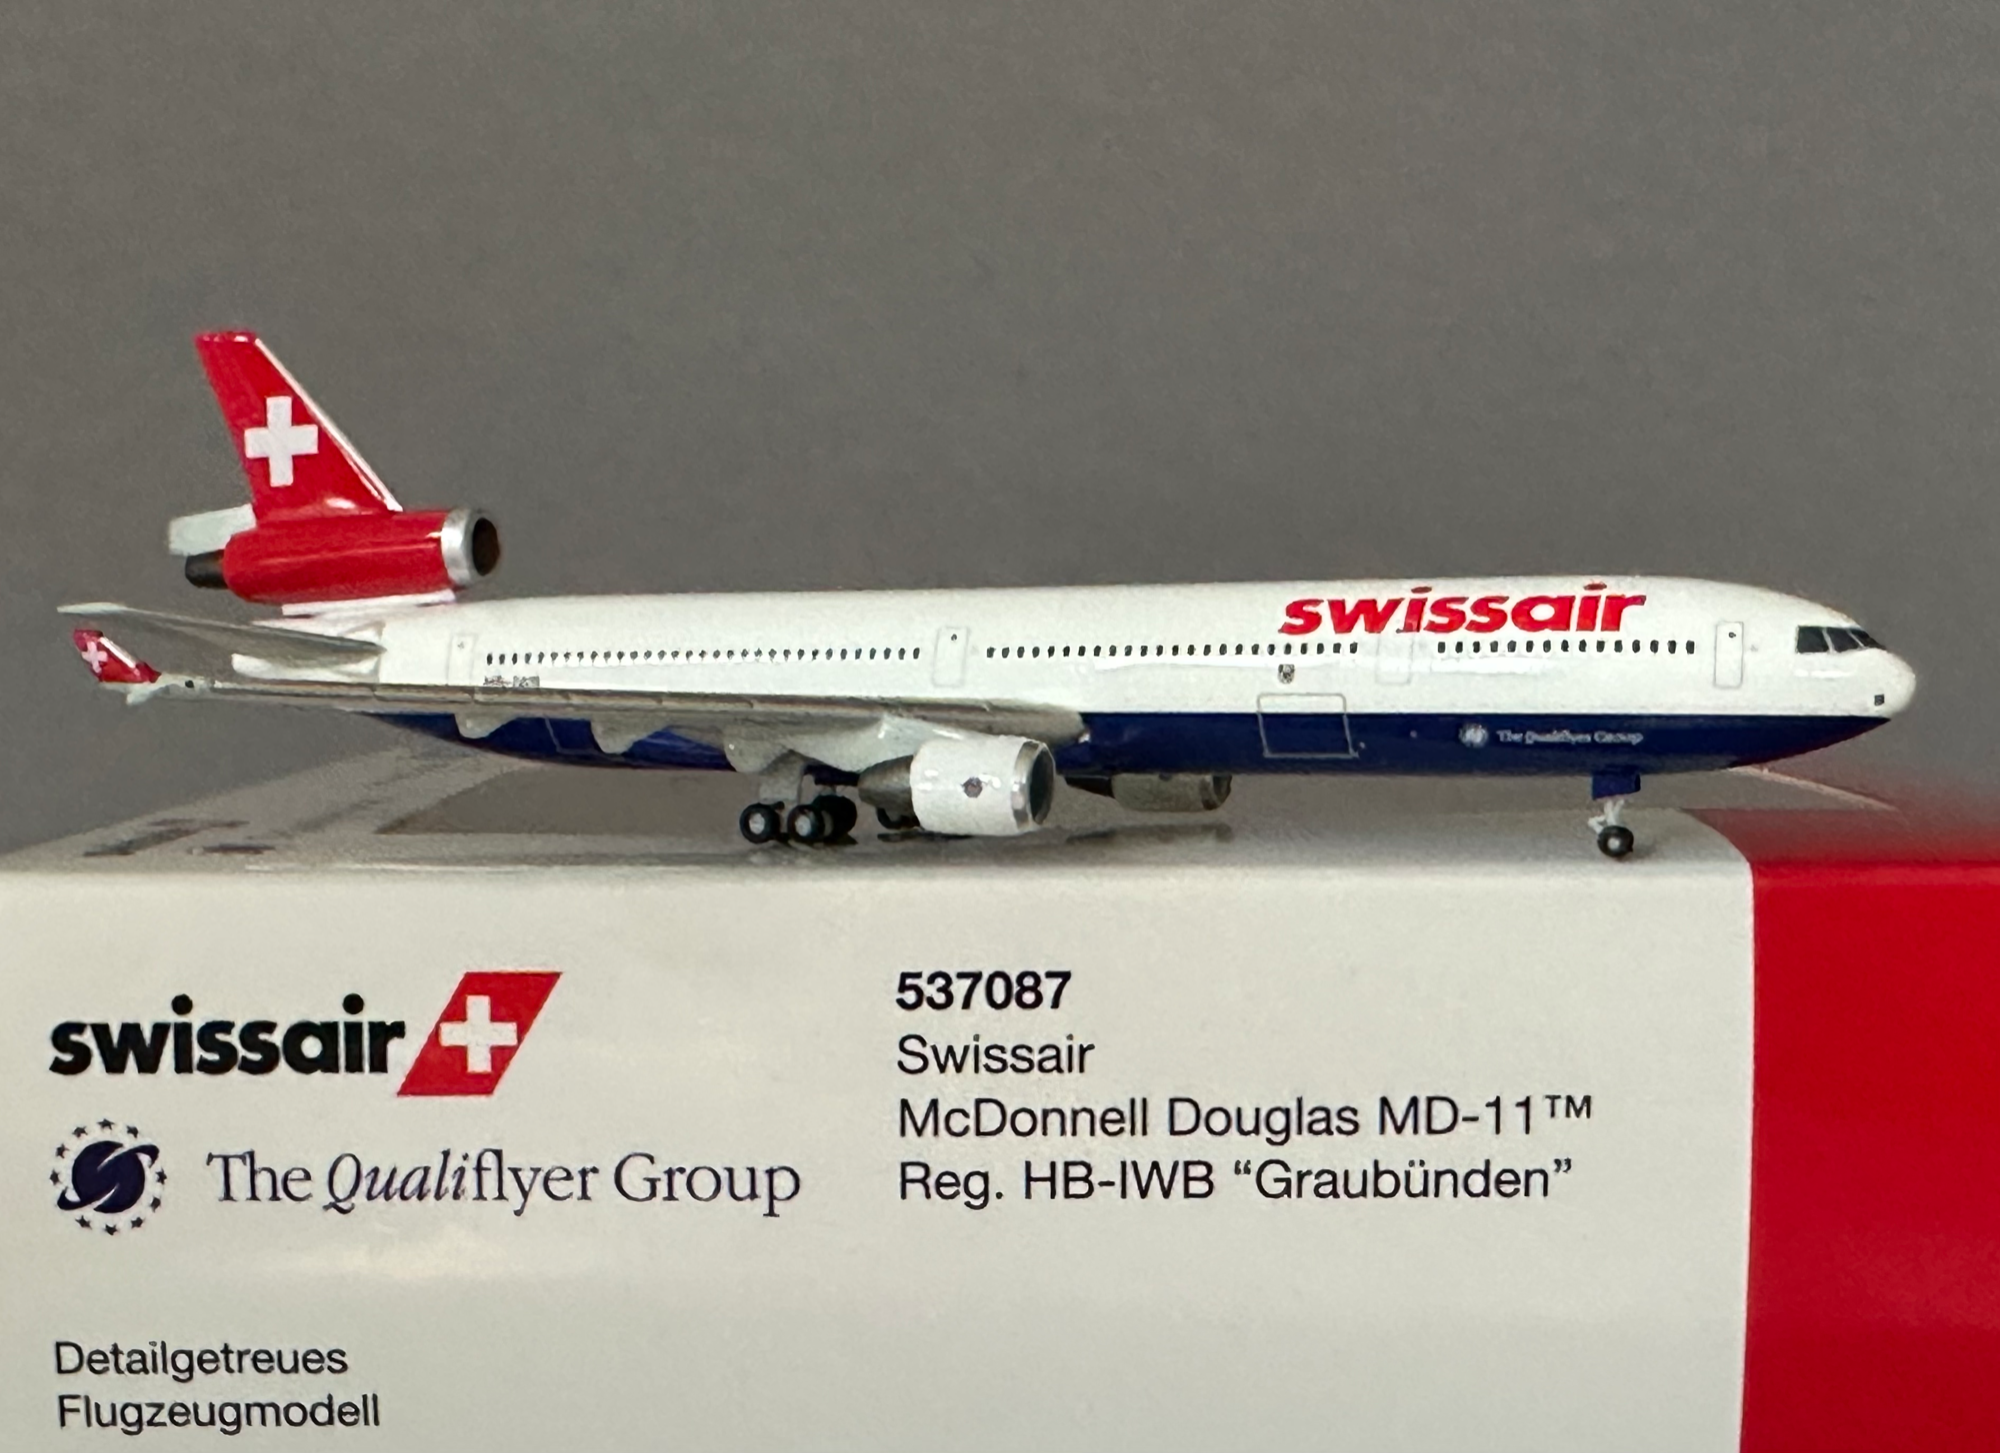 swissair
The Qualiflyer Group
swissair
The Qualiflyer Group
537087
Swissair
McDonnell Douglas MD-11™
Reg. HB-IWB “Graubünden”
Detailgetreues
Flugzeugmodell